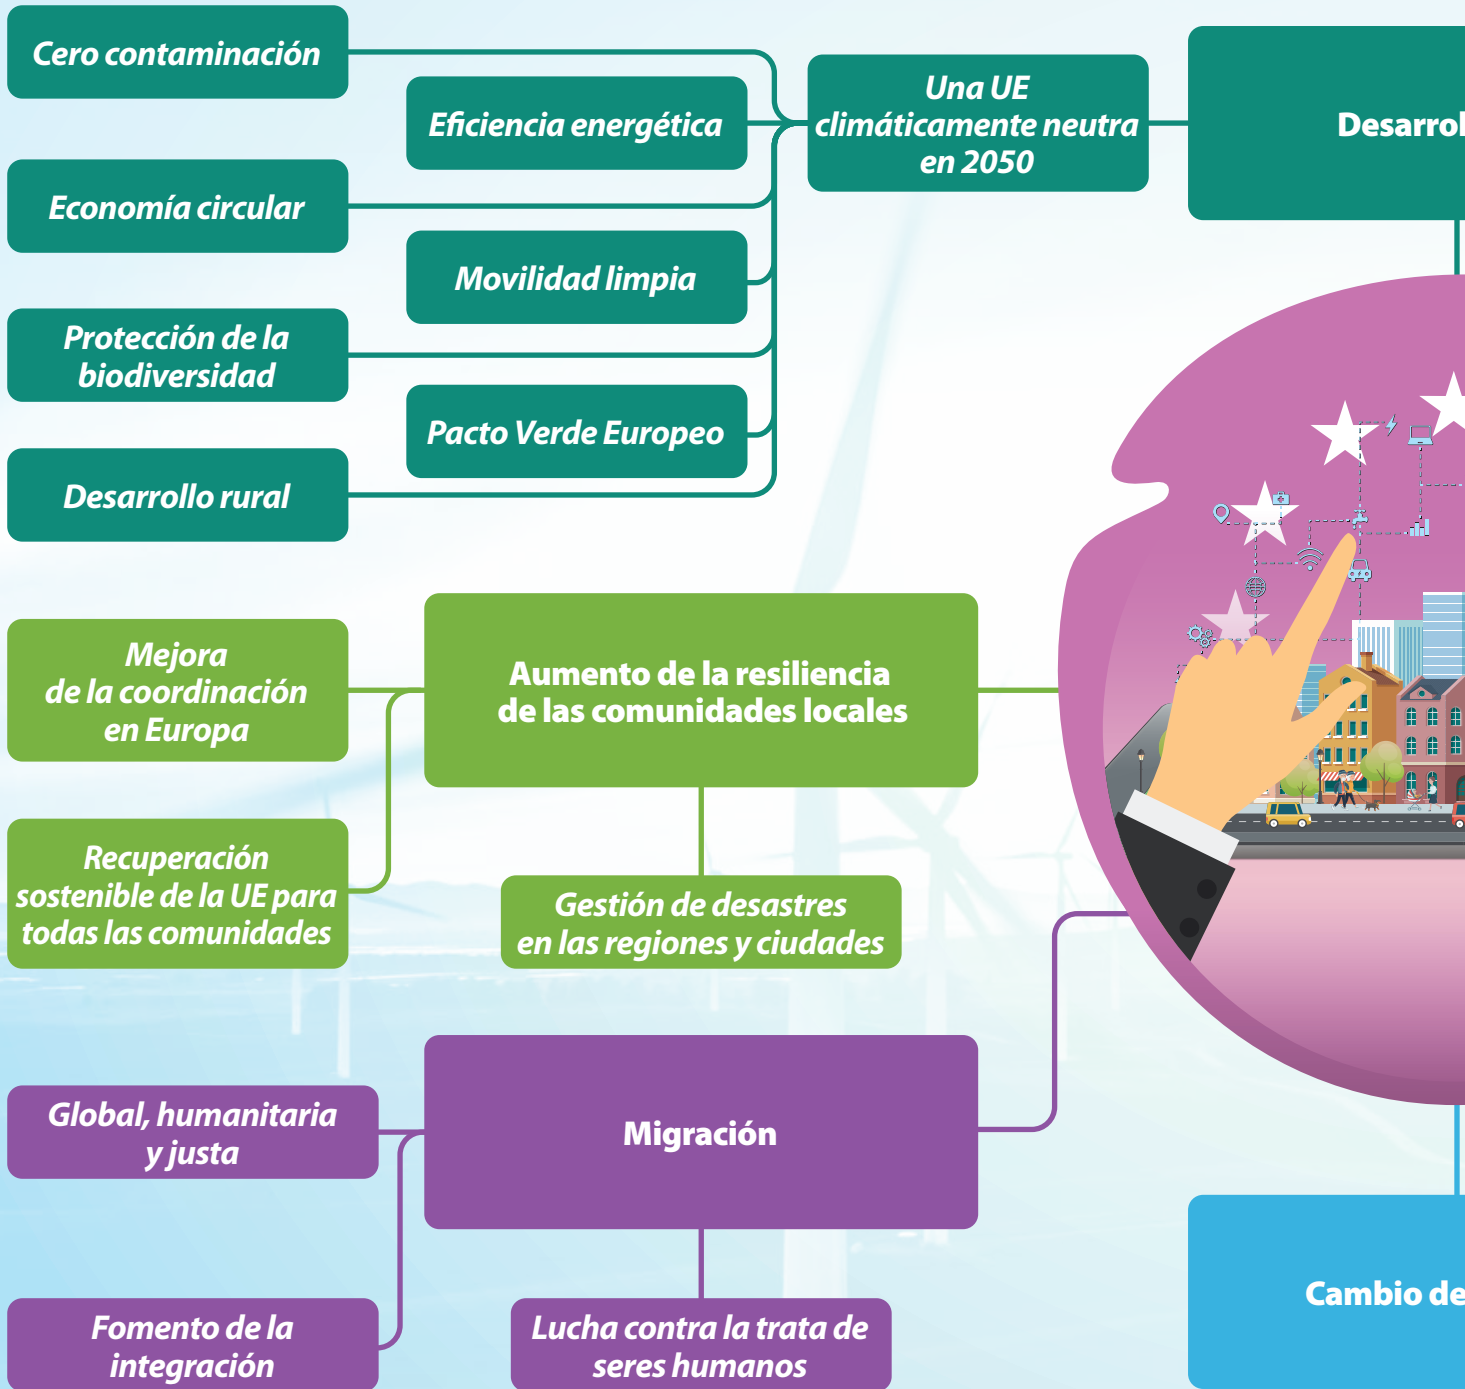 Cero contaminación
Eficiencia energética
Economía circular
Movilidad limpia
Protección de la
biodiversidad
Pacto Verde Europeo
Desarrollo rural
Una UE
climáticamente neutra
en 2050
Desarrol
Mejora
de la coordinación
en Europa
Aumento de la resiliencia
de las comunidades locales
Recuperación
sostenible de la UE para
todas las comunidades
Gestión de desastres
en las regiones y ciudades
Global, humanitaria
y justa
Migración
Fomento de la
integración
Lucha contra la trata de
seres humanos
Cambio de